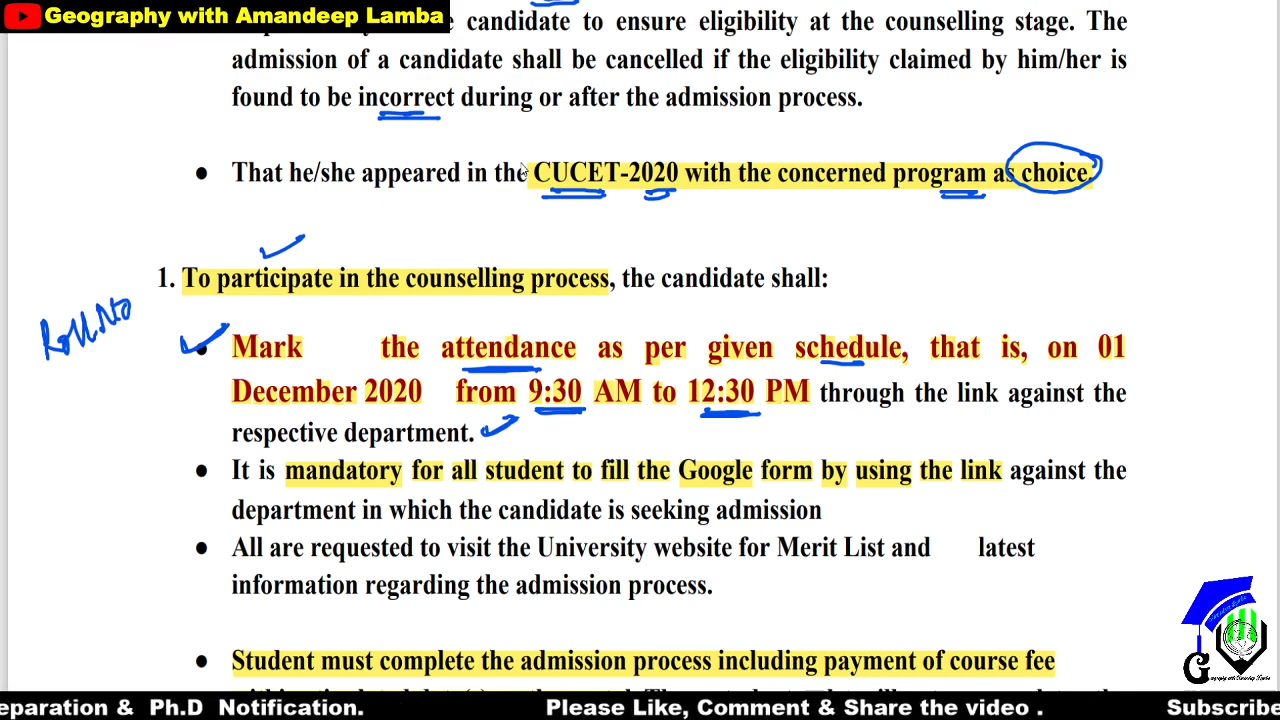 Geography with Amandeep Lamba
candidate to ensure eligibility at the counselling stage. The
admission of a candidate shall be cancelled if the eligibility claimed by him/her is
found to be incorrect during or after the admission process.
● That he/she appeared in the CUCET-2020 with the concerned program as choice.
1. To participate in the counselling process, the candidate shall:
Roll.No
● Mark the attendance as per given schedule, that is, on 01
December 2020 from 9:30 AM to 12:30 PM through the link against the
respective department.
● It is mandatory for all student to fill the Google form by using the link against the
department in which the candidate is seeking admission
● All are requested to visit the University website for Merit List and latest
information regarding the admission process.
● Student must complete the admission process including payment of course fee
eparation & Ph.D Notification. Please Like, Comment & Share the video . Subscribe